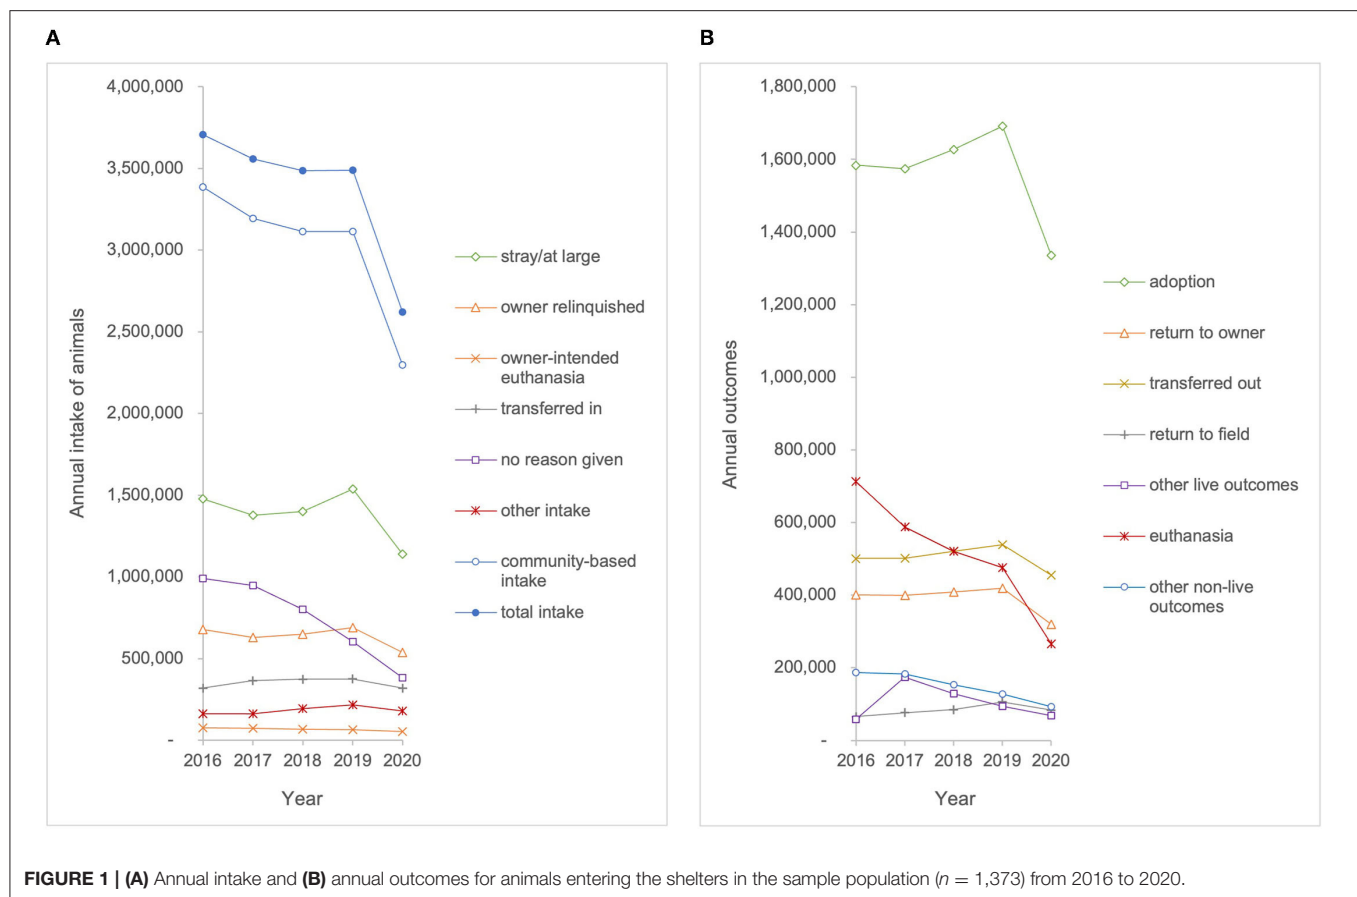 A
B
4,000,000
3,500,000
3,000,000
2,500,000
2,000,000
1,500,000
1,000,000
500,000
-
Annual intake of animals
2016 2017 2018 2019 2020
Year
stray/at large
owner relinquished
owner-intended
euthanasia
transferred in
no reason given
other intake
community-based
intake
total intake
1,800,000
1,600,000
1,400,000
1,200,000
1,000,000
800,000
600,000
400,000
200,000
-
Annual outcomes
2016 2017 2018 2019 2020
Year
adoption
return to owner
transferred out
return to field
other live outcomes
euthanasia
other non-live
outcomes
FIGURE 1 | (A) Annual intake and (B) annual outcomes for animals entering the shelters in the sample population (n = 1,373) from 2016 to 2020.